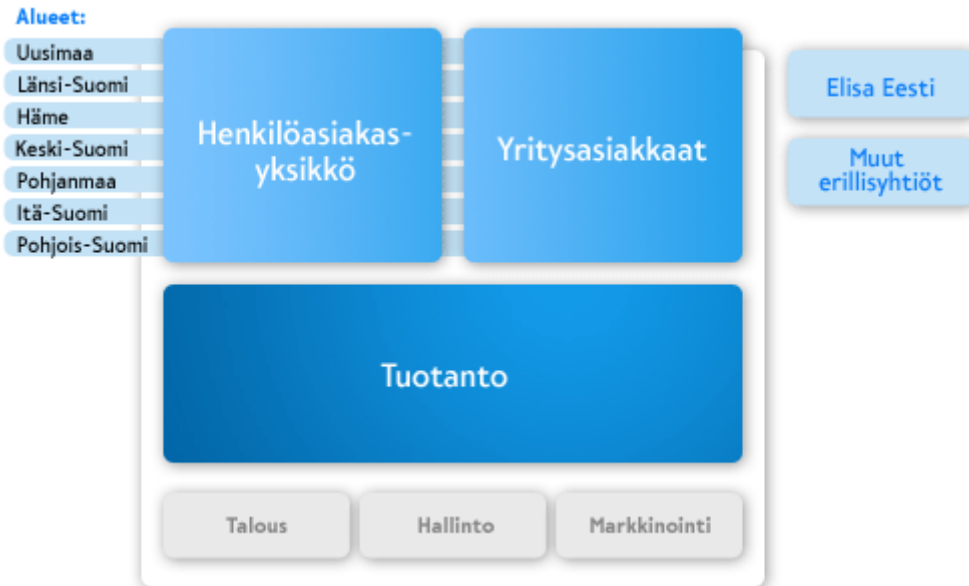 Alueet:
Uusimaa
Länsi-Suomi
Häme
Keski-Suomi
Pohjanmaa
Itä-Suomi
Pohjois-Suomi
Henkilöasiakas-
yksikkö
Yritysasiakkaat
Elisa Eesti
Muut
erillisyhtiöt
Tuotanto
Talous
Hallinto
Markkinointi